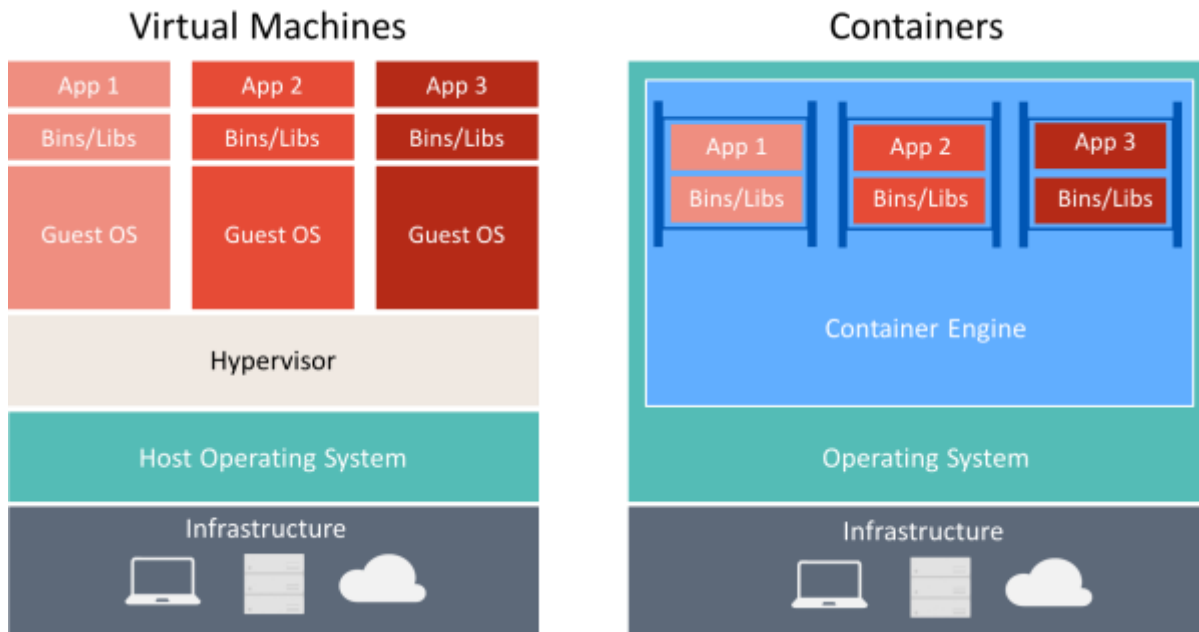 Virtual Machines
App 1
App 2
App 3
Bins/Libs
Bins/Libs
Bins/Libs
Guest OS
Guest OS
Guest OS
Hypervisor
Host Operating System
Infrastructure
Containers
App 1
App 2
App 3
Bins/Libs
Bins/Libs
Bins/Libs
Container Engine
Operating System
Infrastructure